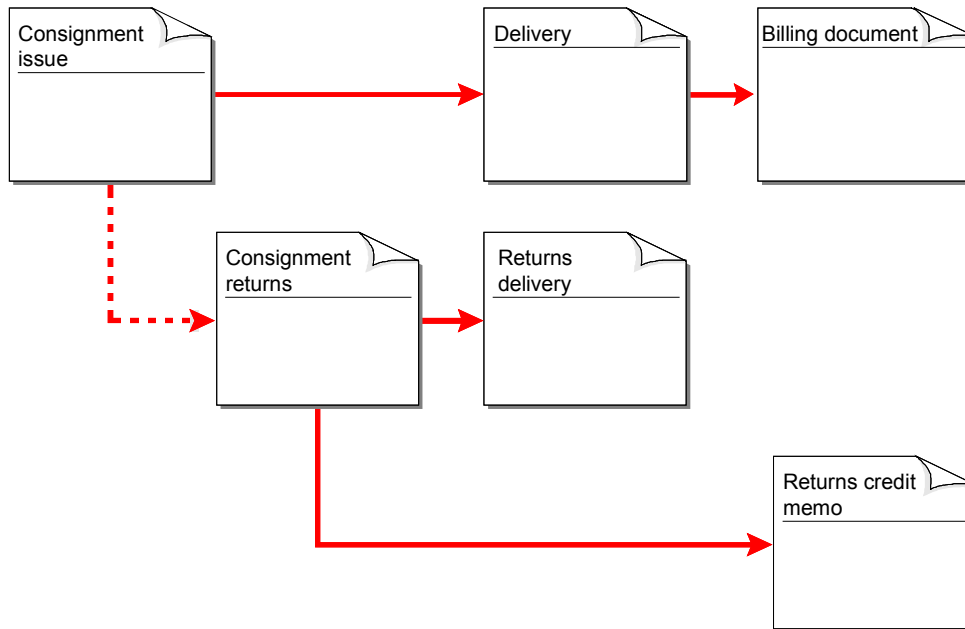 Consignment
issue
Delivery
Billing document
Consignment
returns
Returns
delivery
Returns credit
memo